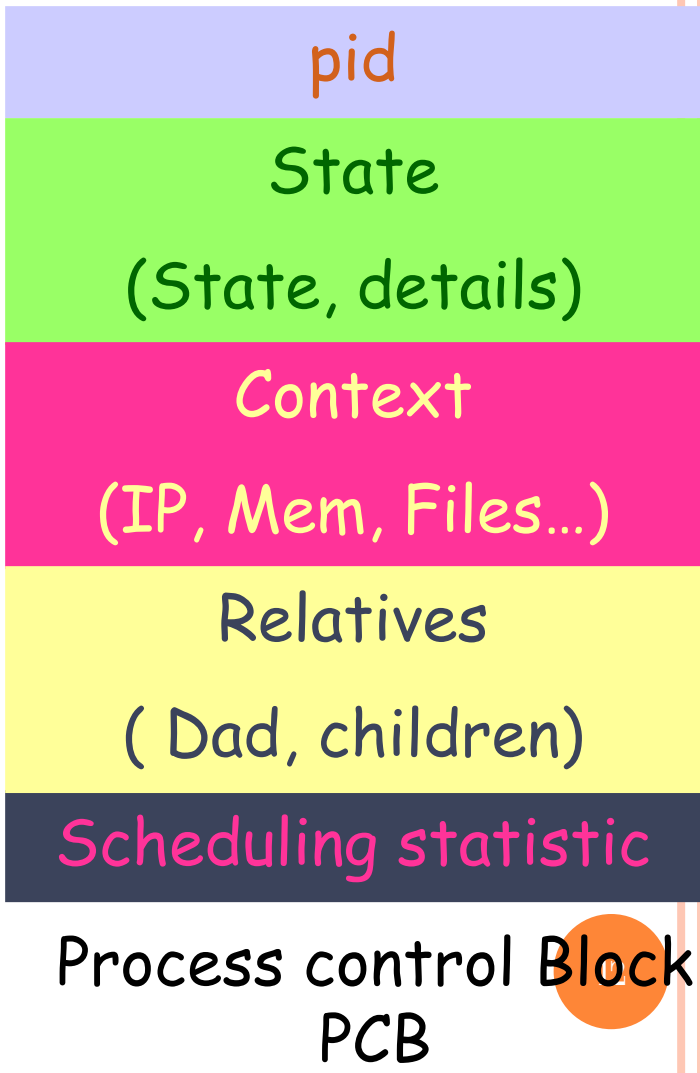 pid
State
(State, details)
Context
(IP, Mem, Files...)
Relatives
( Dad, children)
Scheduling statistic
Process control Block
PCB